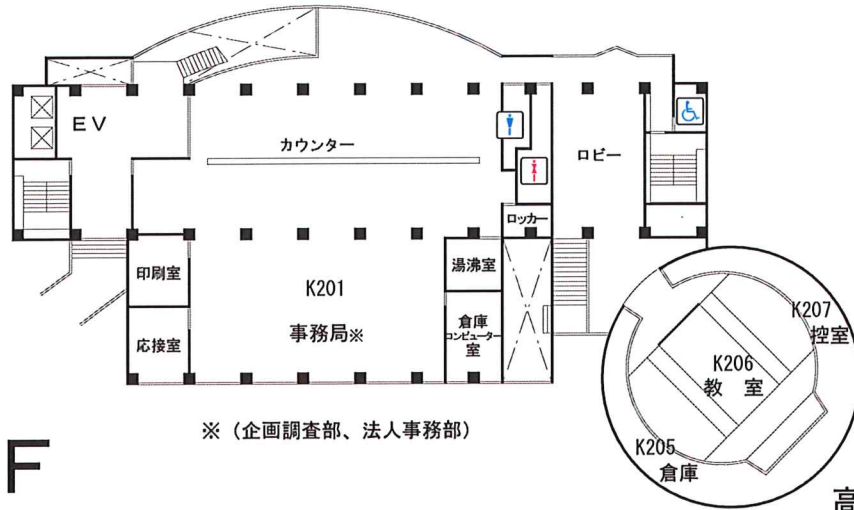 EV
カウンター
ロビー
ロッカー
印刷室
K201
湯沸室
事務局※
応接室
倉庫
コンピューター
室
K207
控室
K206
教 室
K205
倉庫
※（企画調査部、法人事務部）
F
高